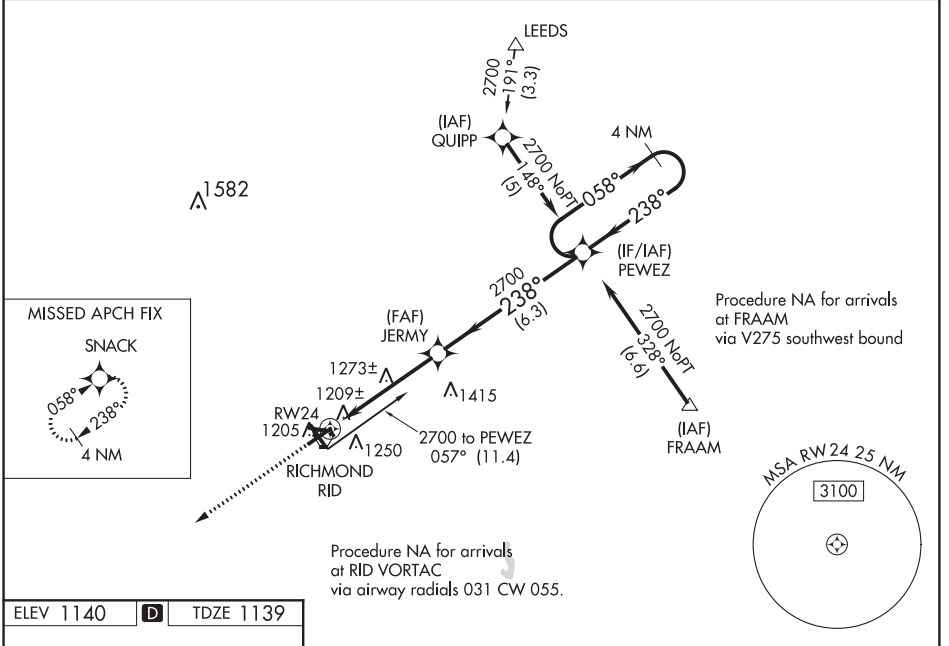 LEEDS
2700
191°
(3.3)
(IAF)
QUIPP
2700 NoPT
148°
(5)
4 NM
058°
238°
(IF/IAF)
PEWEZ
1582
2700
238°
(6.3)
(FAF)
JERMY
Procedure NA for arrivals
at FRAAM
via V275 southwest bound
2700 NoPT
328°
(6.6)
(IAF)
FRAAM
MISSED APCH FIX
SNACK
058°
238°
4 NM
1273±
1209±
1415
RW24
1205
1250
2700 to PEWEZ
057° (11.4)
RICHMOND
RID
MSA RW24 25 NM
3100
Procedure NA for arrivals
at RID VORTAC
via airway radials 031 CW 055.
ELEV 1140 D TDZE 1139